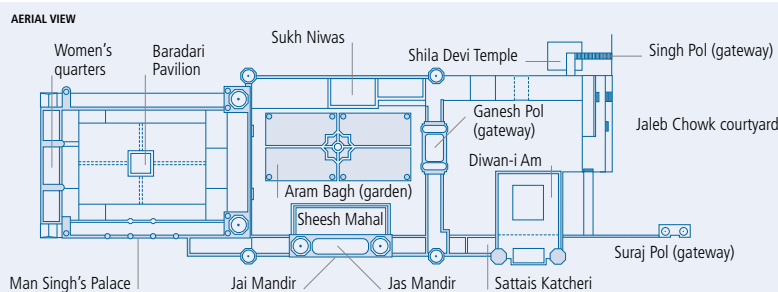 AERIAL VIEW
Women's
quarters
Baradari
Pavilion
Sukh Niwas
Shila Devi Temple
Singh Pol (gateway)
Ganesh Pol
(gateway)
Jaleb Chowk courtyard
Diwan-i Am
Aram Bagh (garden)
Sheesh Mahal
Suraj Pol (gateway)
Man Singh's Palace
Jai Mandir
Jas Mandir
Sattais Katcheri